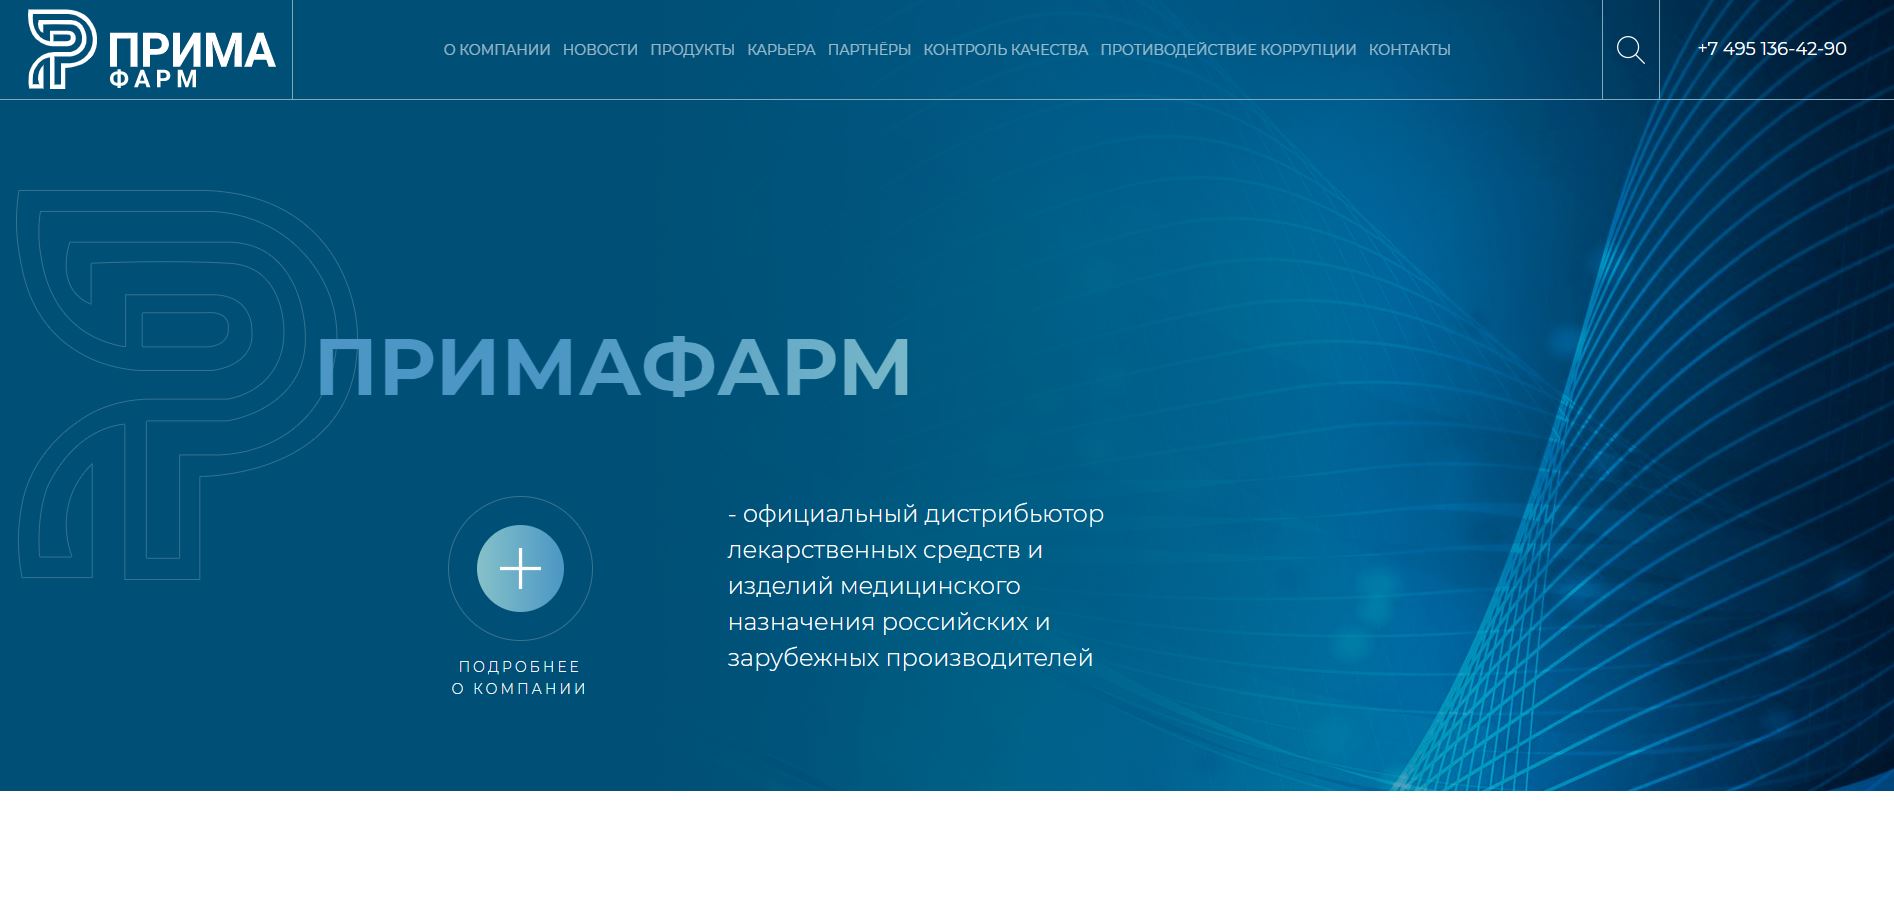 ПРИМА
ФАРМ
О КОМПАНИИ НОВОСТИ ПРОДУКТЫ КАРЬЕРА ПАРТНЁРЫ КОНТРОЛЬ КАЧЕСТВА ПРОТИВОДЕЙСТВИЕ КОРРУПЦИИ КОНТАКТЫ
+7 495 136-42-90
ПРИМАФАРМ
- официальный дистрибьютор
лекарственных средств и
изделий медицинского
назначения российских и
зарубежных производителей
ПОДРОБНЕЕ
О КОМПАНИИ